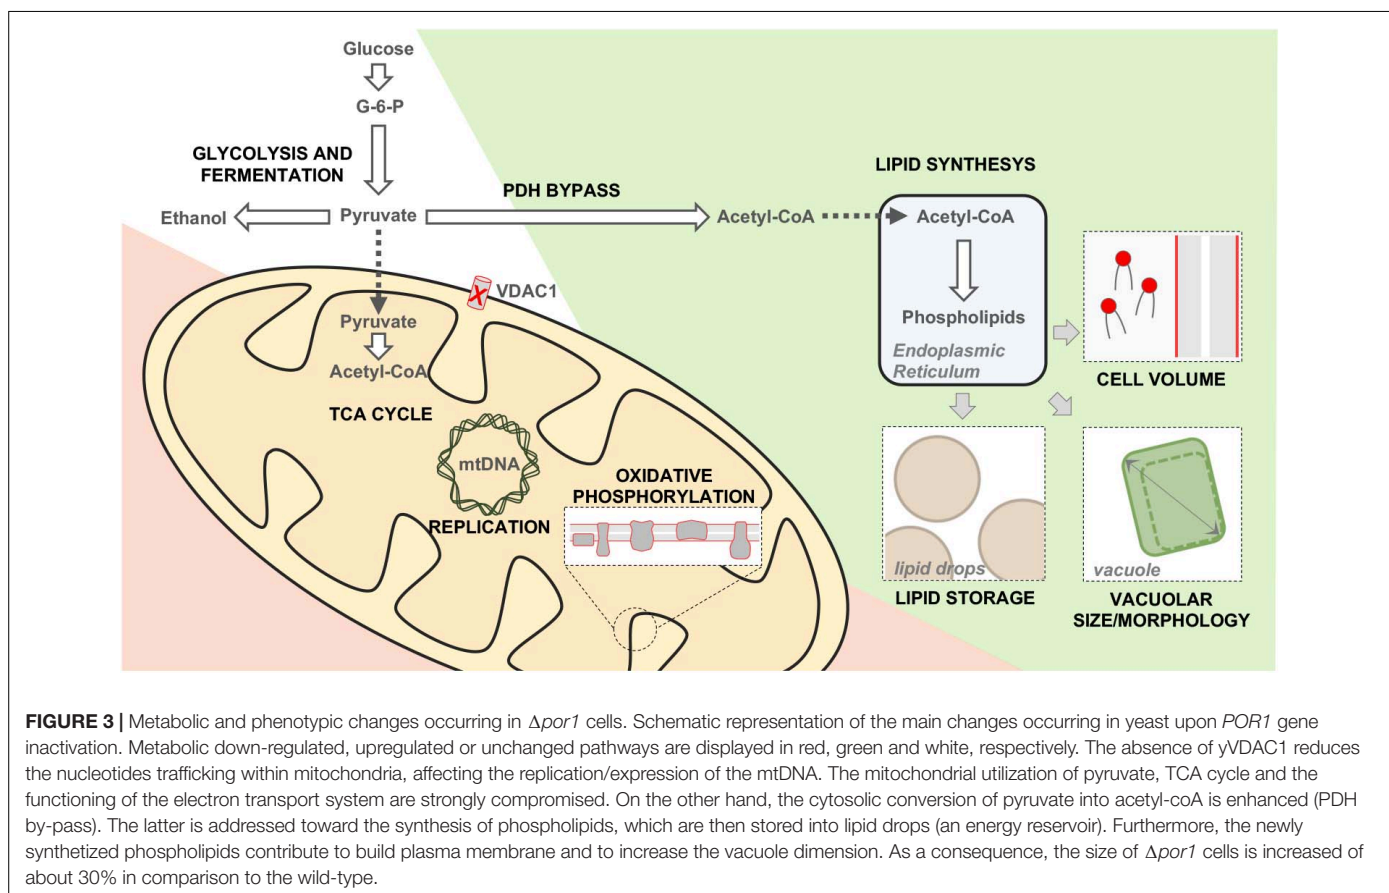 Glucose
G-6-P
GLYCOLYSIS AND
FERMENTATION
Ethanol
Pyruvate
PDH BYPASS
Acetyl-CoA
LIPID SYNTHESYS
Acetyl-CoA
Phospholipids
Endoplasmic
Reticulum
CELL VOLUME
VDAC1
X
Pyruvate
Acetyl-CoA
TCA CYCLE
mtDNA
REPLICATION
OXIDATIVE
PHOSPHORYLATION
lipid drops
LIPID STORAGE
vacuole
VACUOLAR
SIZE/MORPHOLOGY
FIGURE 3 | Metabolic and phenotypic changes occurring in Δpor1 cells. Schematic representation of the main changes occurring in yeast upon POR1 gene
inactivation. Metabolic down-regulated, upregulated or unchanged pathways are displayed in red, green and white, respectively. The absence of yVDAC1 reduces
the nucleotides trafficking within mitochondria, affecting the replication/expression of the mtDNA. The mitochondrial utilization of pyruvate, TCA cycle and the
functioning of the electron transport system are strongly compromised. On the other hand, the cytosolic conversion of pyruvate into acetyl-coA is enhanced (PDH
by-pass). The latter is addressed toward the synthesis of phospholipids, which are then stored into lipid drops (an energy reservoir). Furthermore, the newly
synthetized phospholipids contribute to build plasma membrane and to increase the vacuole dimension. As a consequence, the size of Δpor1 cells is increased of
about 30% in comparison to the wild-type.